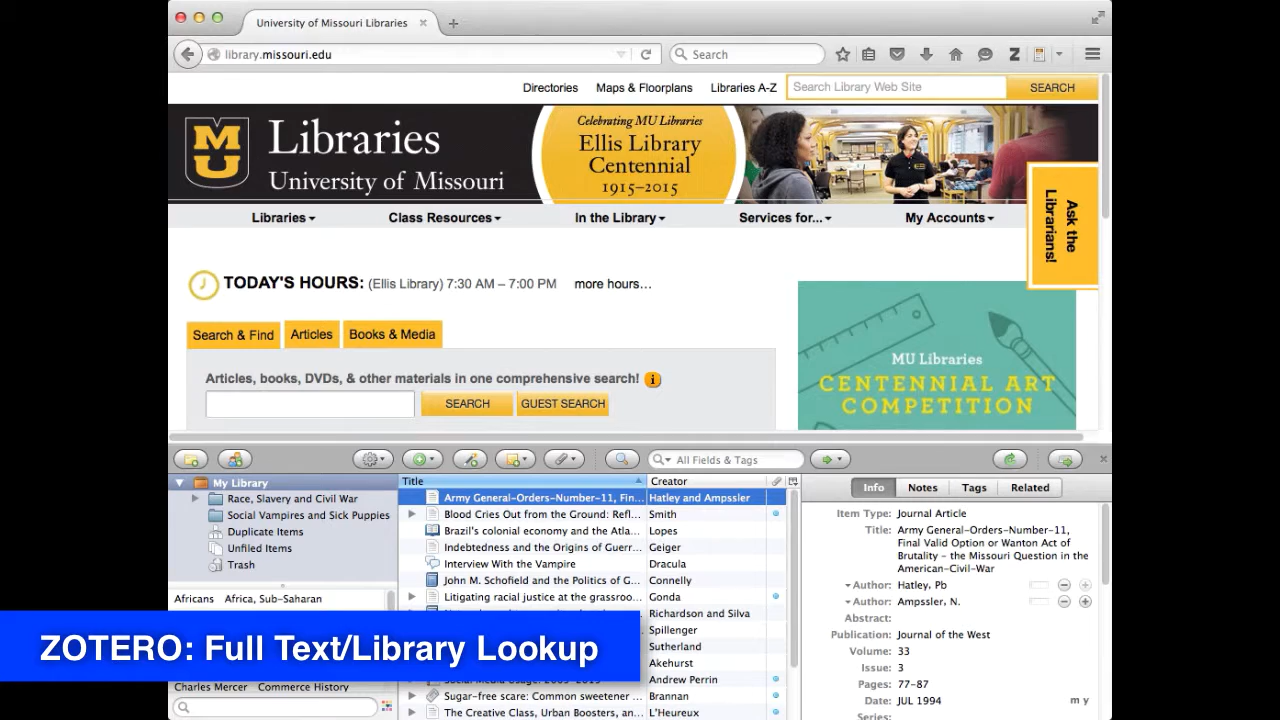 University of Missouri Libraries
library.missouri.edu
Search
Z
Directories
Maps & Floorplans
Libraries A-Z
Search Library Web Site
SEARCH
MU
Libraries
University of Missouri
Celebrating MU Libraries
Ellis Library
Centennial
1915-2015
Libraries
Class Resources
In the Library
Services for...
My Accounts
Ask the
Librarians!
TODAY'S HOURS: (Ellis Library) 7:30 AM – 7:00 PM more hours...
Search & Find
Articles
Books & Media
Articles, books, DVDs, & other materials in one comprehensive search!
SEARCH
GUEST SEARCH
MU Libraries
CENTENNIAL ART
COMPETITION
All Fields & Tags
My Library
Race, Slavery and Civil War
Social Vampires and Sick Puppies
Duplicate Items
Unfiled Items
Trash
Africans Africa, Sub-Saharan
Charles Mercer Commerce History
Title Creator
Army General-Orders-Number-11, Fin... Hatley and Ampssler
Blood Cries Out from the Ground: Refl... Smith
Brazil's colonial economy and the Atla... Lopes
Indebtedness and the Origins of Guerr... Geiger
Interview With the Vampire Dracula
John M. Schofield and the Politics of G... Connelly
Litigating racial justice at the grassroo... Gonda
Richardson and Silva
Spillenger
Sutherland
Akehurst
Andrew Perrin
Sugar-free scare: Common sweetener ... Brannan
The Creative Class, Urban Boosters, an... L'Heureux
Info
Notes
Tags
Related
Item Type: Journal Article
Title: Army General-Orders-Number-11,
Final Valid Option or Wanton Act of
Brutality - the Missouri Question in the
American-Civil-War
Author: Hatley, Pb
Author: Ampssler, N.
Abstract:
Publication: Journal of the West
Volume: 33
Issue: 3
Pages: 77-87
Date: JUL 1994 m y
Series:
ZOTERO: Full Text/Library Lookup